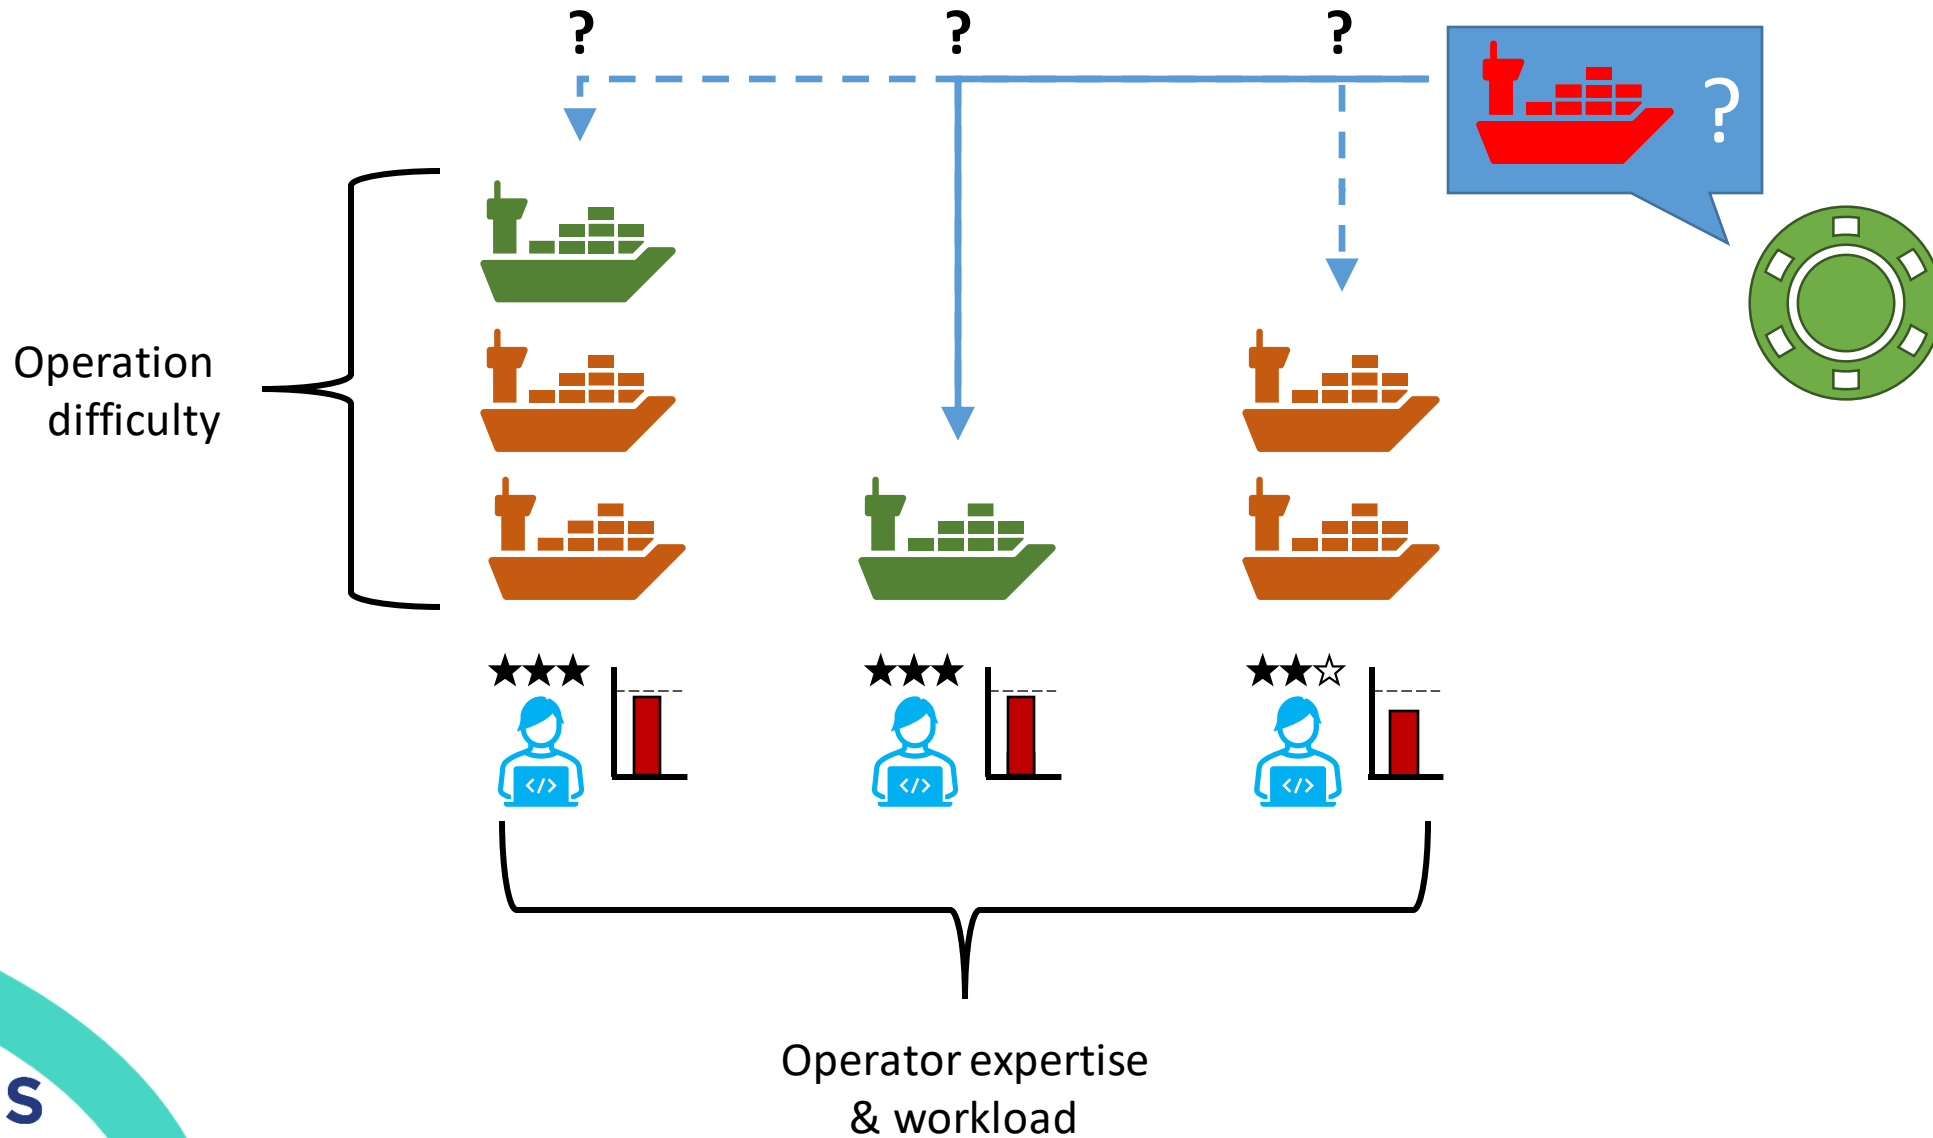 ? ? ?
?
Operation
difficulty
</>
</>
</>
Operator expertise
& workload
s